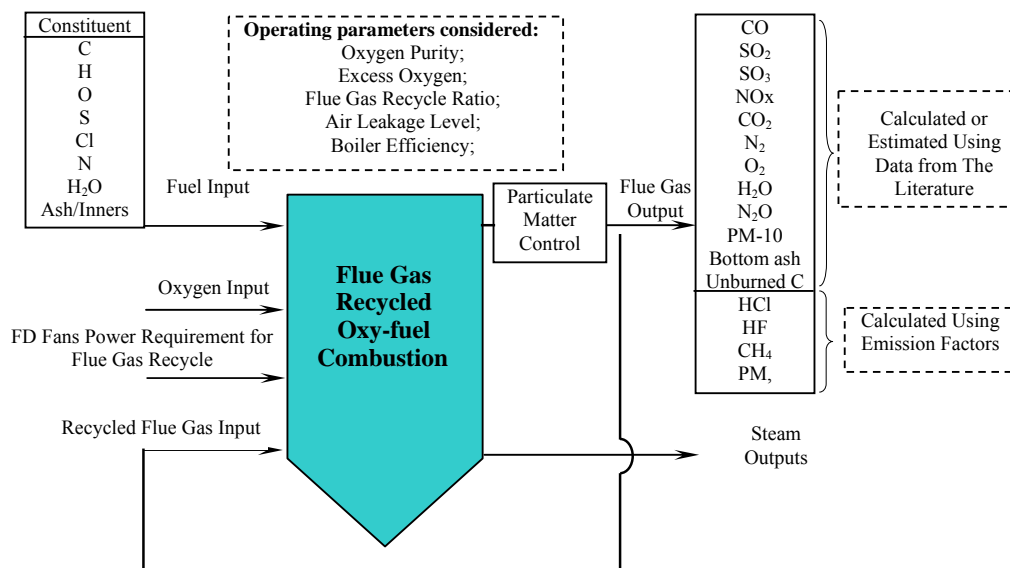 Constituent
C
H
O
S
Cl
N
H₂O
Ash/Inners
Operating parameters considered:
Oxygen Purity;
Excess Oxygen;
Flue Gas Recycle Ratio;
Air Leakage Level;
Boiler Efficiency;
Fuel Input
Oxygen Input
FD Fans Power Requirement for
Flue Gas Recycle
Recycled Flue Gas Input
Flue Gas
Recycled
Oxy-fuel
Combustion
Particulate
Matter
Control
Flue Gas
Output
CO
SO₂
SO₃
NOx
CO₂
N₂
O₂
H₂O
N₂O
PM-10
Bottom ash
Unburned C
HCl
HF
CH₄
PM,
Calculated or
Estimated Using
Data from The
Literature
Calculated Using
Emission Factors
Steam
Outputs